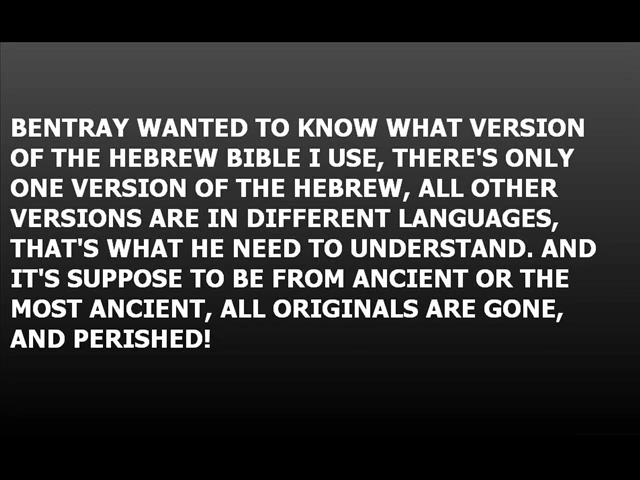 BENTRAY WANTED TO KNOW WHAT VERSION
OF THE HEBREW BIBLE I USE, THERE'S ONLY
ONE VERSION OF THE HEBREW, ALL OTHER
VERSIONS ARE IN DIFFERENT LANGUAGES,
THAT'S WHAT HE NEED TO UNDERSTAND. AND
IT'S SUPPOSE TO BE FROM ANCIENT OR THE
MOST ANCIENT, ALL ORIGINALS ARE GONE,
AND PERISHED!